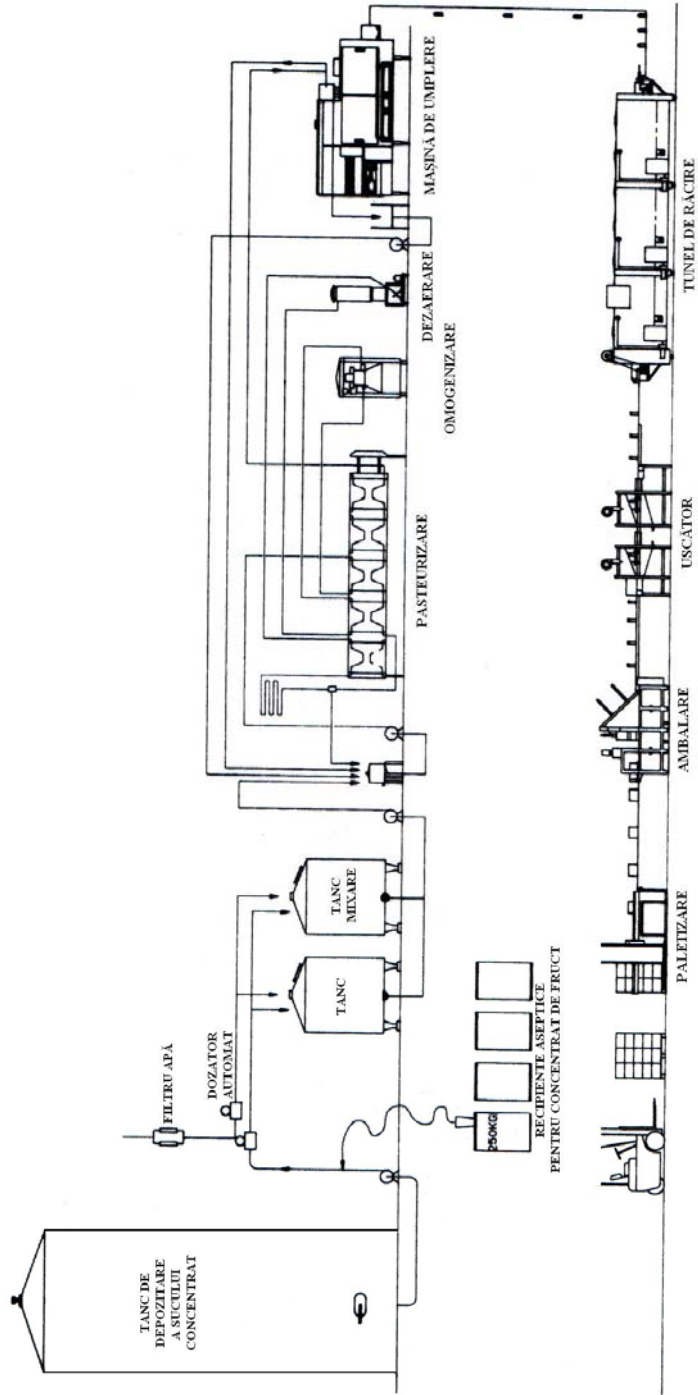 TANC DE
DEPOZITARE
A SUCULUI
CONCENTRAT
FILTRU APĂ
DOZATOR
AUTOMAT
TANC
TANC
MIXARE
PASTEURIZARE
OMOGENIZARE
DEZAERARE
MAŞINĂ DE UMPLERE
250KG
RECIPIENTE ASEPTICE
PENTRU CONCENTRAT DE FRUCT
PALETIZARE
AMBALARE
USCĂTOR
TUNEL DE RĂCIRE